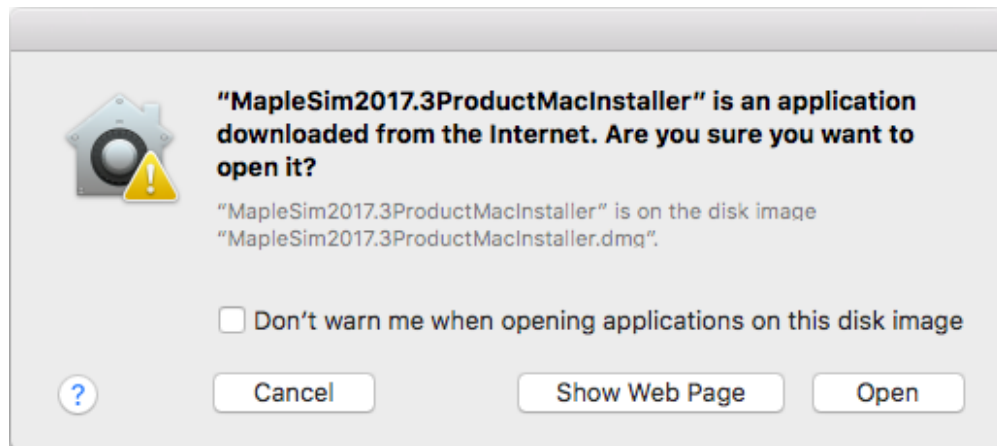 “MapleSim2017.3ProductMacInstaller” is an application
downloaded from the Internet. Are you sure you want to
open it?
“MapleSim2017.3ProductMacInstaller” is on the disk image
“MapleSim2017.3ProductMacInstaller.dmg”.
Don’t warn me when opening applications on this disk image
? Cancel Show Web Page Open